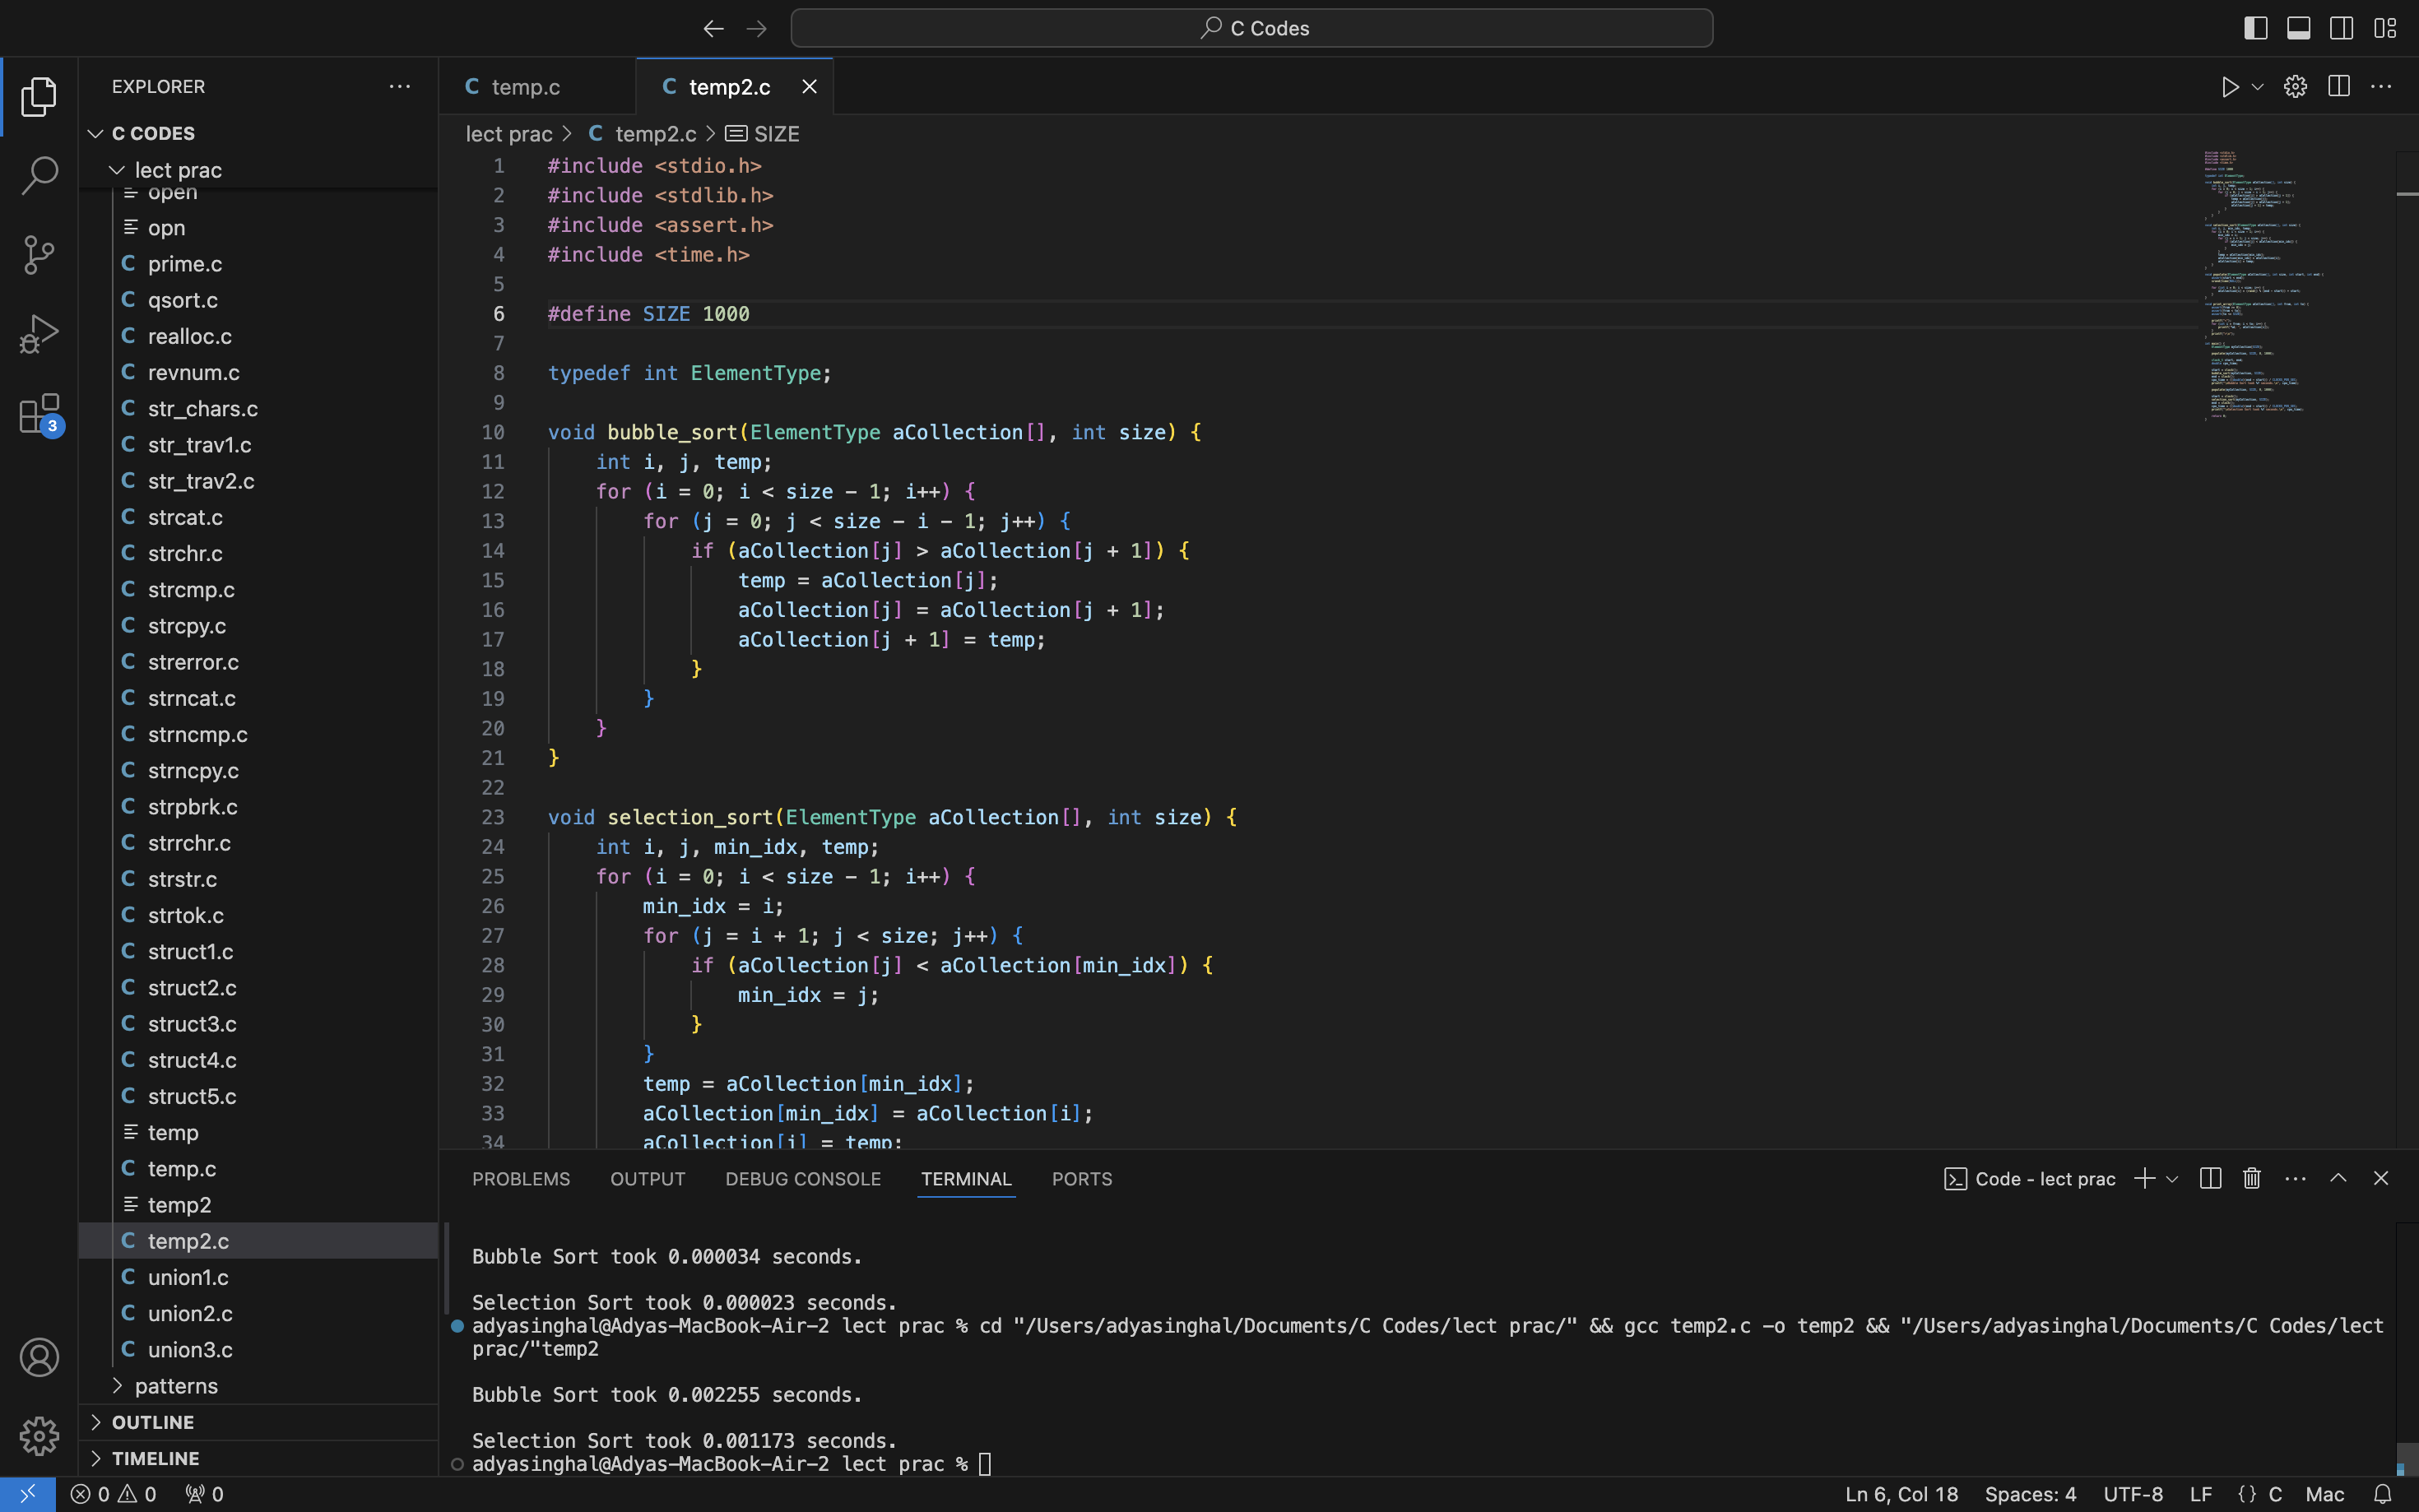 C Codes
EXPLORER
C CODES
lect prac
open
opn
prime.c
qsort.c
realloc.c
revnum.c
str_chars.c
str_trav1.c
str_trav2.c
strcat.c
strchr.c
strcmp.c
strcpy.c
strerror.c
strncat.c
strncmp.c
strncpy.c
strpbrk.c
strrchr.c
strstr.c
strtok.c
struct1.c
struct2.c
struct3.c
struct4.c
struct5.c
temp
temp.c
temp2
temp2.c
union1.c
union2.c
union3.c
patterns
OUTLINE
TIMELINE
3
C temp.c C temp2.c
lect prac > C temp2.c > SIZE
1 #include <stdio.h>
2 #include <stdlib.h>
3 #include <assert.h>
4 #include <time.h>
5
6 #define SIZE 1000
7
8 typedef int ElementType;
9
10 void bubble_sort(ElementType aCollection[], int size) {
11 int i, j, temp;
12 for (i = 0; i < size - 1; i++) {
13 for (j = 0; j < size - i - 1; j++) {
14 if (aCollection[j] > aCollection[j + 1]) {
15 temp = aCollection[j];
16 aCollection[j] = aCollection[j + 1];
17 aCollection[j + 1] = temp;
18 }
19 }
20 }
21 }
22
23 void selection_sort(ElementType aCollection[], int size) {
24 int i, j, min_idx, temp;
25 for (i = 0; i < size - 1; i++) {
26 min_idx = i;
27 for (j = i + 1; j < size; j++) {
28 if (aCollection[j] < aCollection[min_idx]) {
29 min_idx = j;
30 }
31 }
32 temp = aCollection[min_idx];
33 aCollection[min_idx] = aCollection[i];
34 aCollection[i] = temp;
PROBLEMS OUTPUT DEBUG CONSOLE TERMINAL PORTS
Code - lect prac
Bubble Sort took 0.000034 seconds.
Selection Sort took 0.000023 seconds.
adyasinghal@Adyas-MacBook-Air-2 lect prac % cd "/Users/adyasinghal/Documents/C Codes/lect prac/" && gcc temp2.c -o temp2 && "/Users/adyasinghal/Documents/C Codes/lect
prac/"temp2
Bubble Sort took 0.002255 seconds.
Selection Sort took 0.001173 seconds.
adyasinghal@Adyas-MacBook-Air-2 lect prac %
0 0 0
Ln 6, Col 18 Spaces: 4 UTF-8 LF {} C Mac